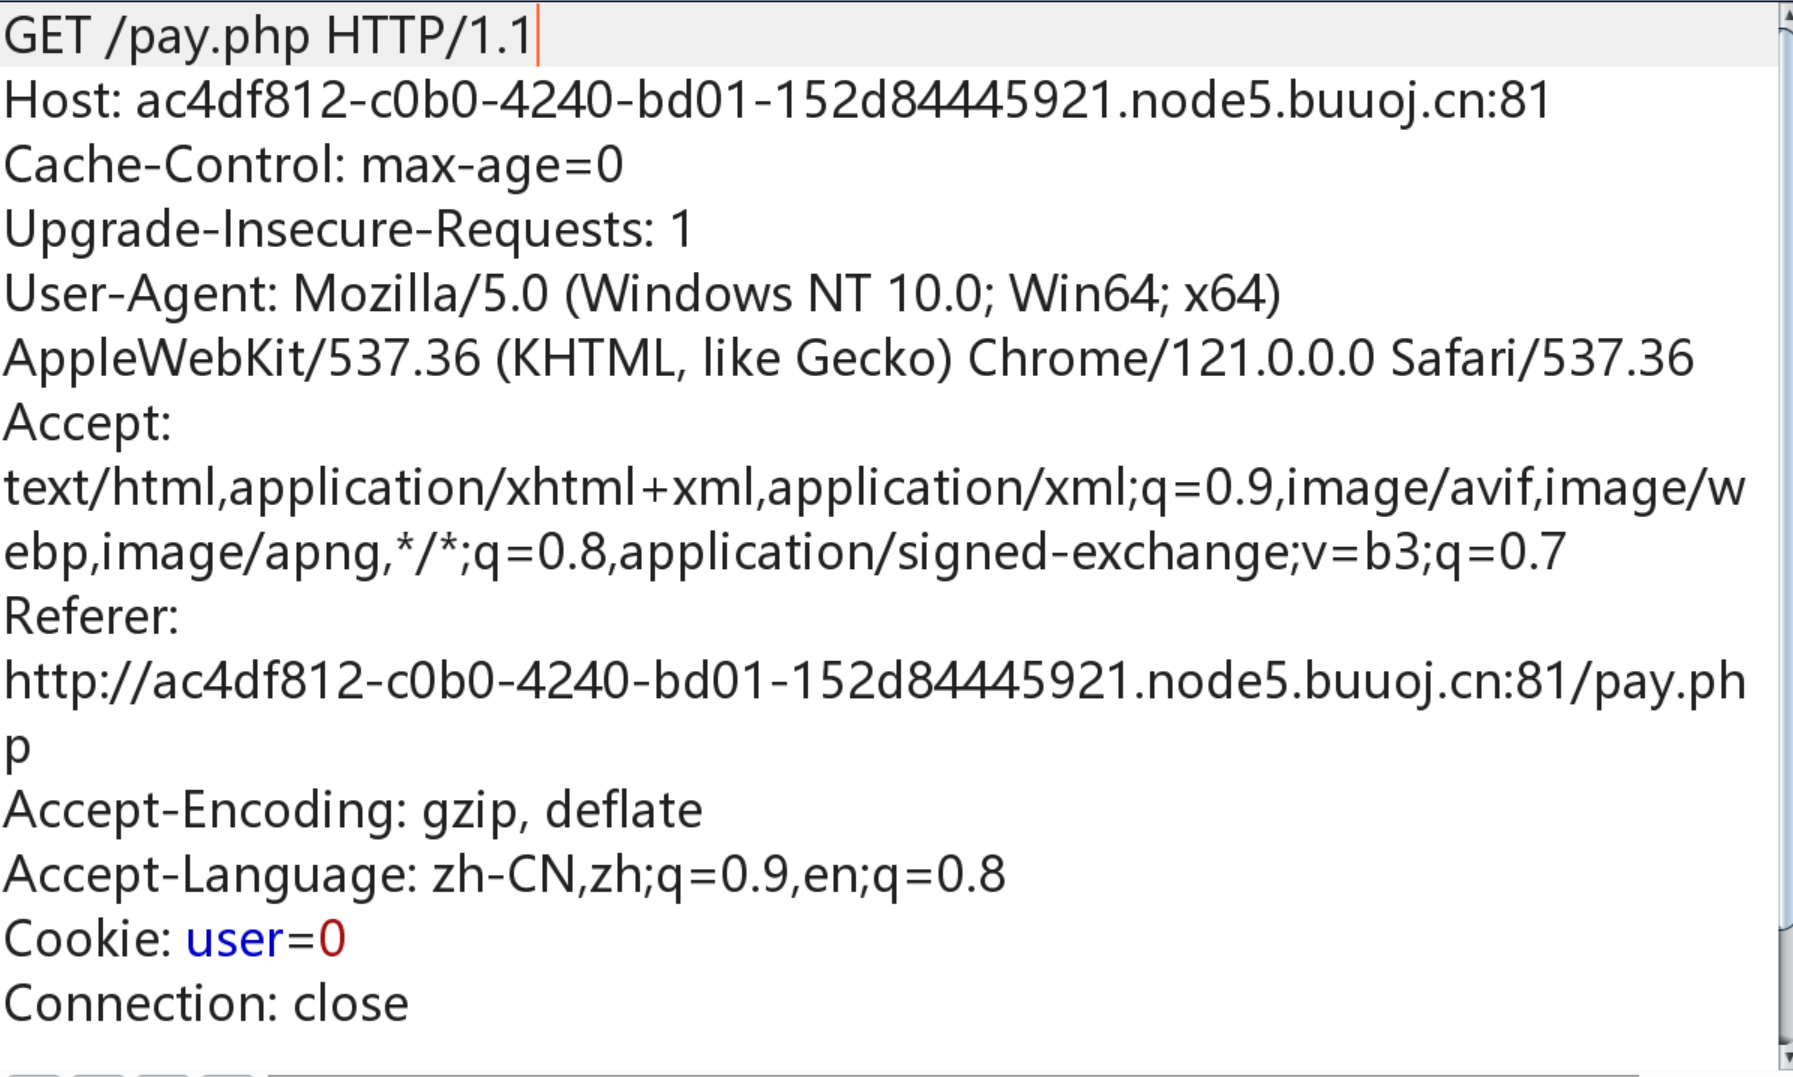 GET /pay.php HTTP/1.1
Host: ac4df812-c0b0-4240-bd01-152d84445921.node5.buuoj.cn:81
Cache-Control: max-age=0
Upgrade-Insecure-Requests: 1
User-Agent: Mozilla/5.0 (Windows NT 10.0; Win64; x64)
AppleWebKit/537.36 (KHTML, like Gecko) Chrome/121.0.0.0 Safari/537.36
Accept:
text/html,application/xhtml+xml,application/xml;q=0.9,image/avif,image/w
ebp,image/apng,*/*;q=0.8,application/signed-exchange;v=b3;q=0.7
Referer:
http://ac4df812-c0b0-4240-bd01-152d84445921.node5.buuoj.cn:81/pay.ph
p
Accept-Encoding: gzip, deflate
Accept-Language: zh-CN,zh;q=0.9,en;q=0.8
Cookie: user=0
Connection: close